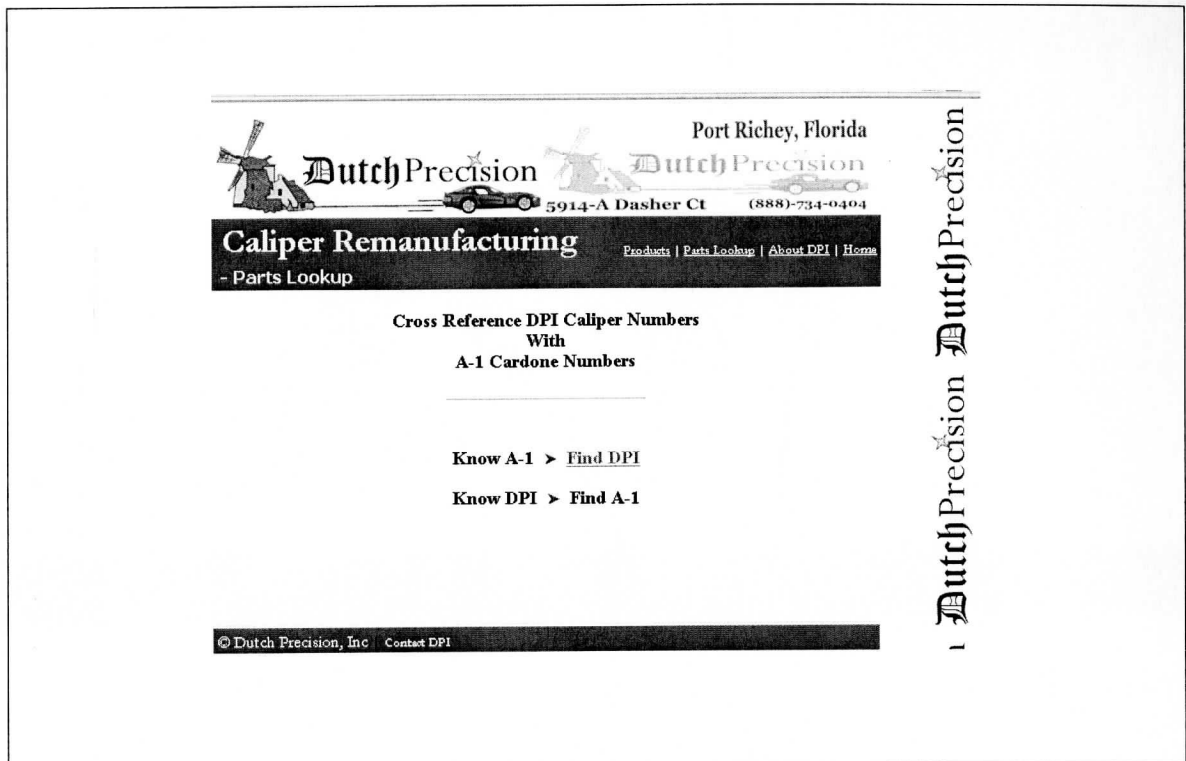 Port Richey, Florida
Dutch Precision
Dutch Precision
5914-A Dasher Ct (888)-734-0404
Caliper Remanufacturing
Products | Parts Lookup | About DPI | Home
- Parts Lookup
Cross Reference DPI Caliper Numbers
With
A-1 Cardone Numbers
Know A-1 ➤ Find DPI
Know DPI ➤ Find A-1
© Dutch Precision, Inc Contact DPI
Dutch Precision
Dutch Precision